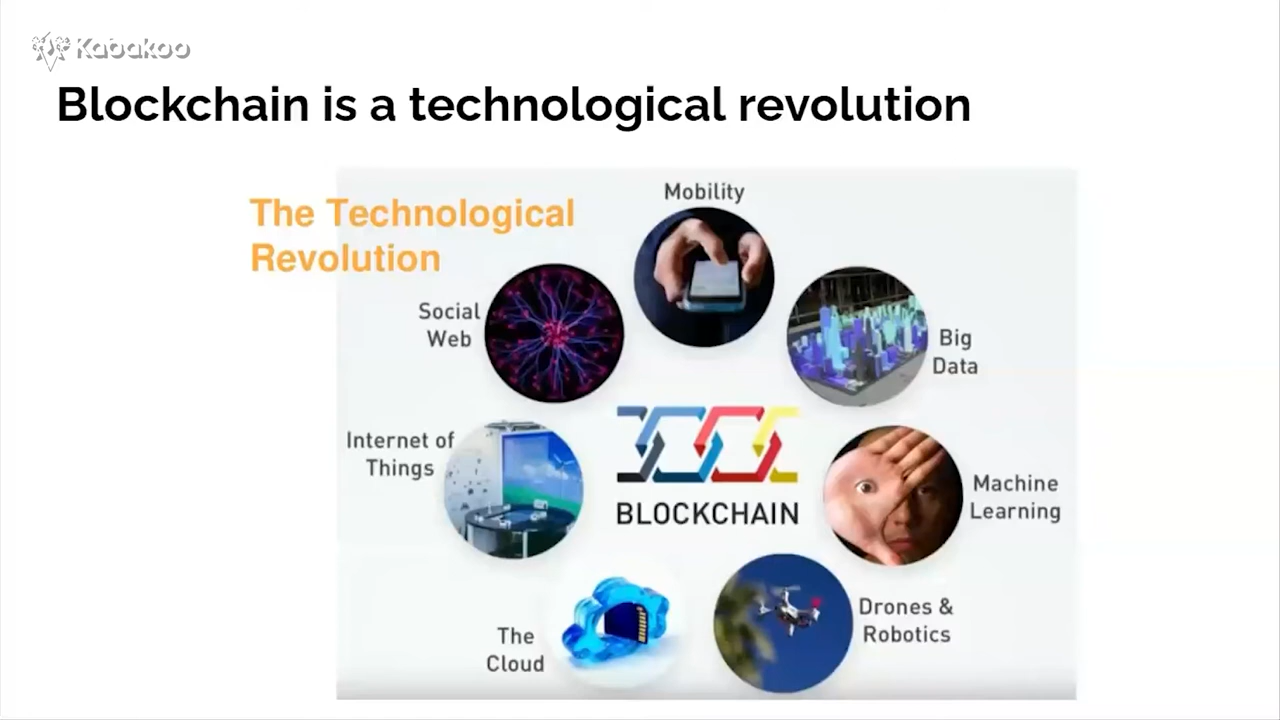 Kabakoo
Blockchain is a technological revolution
The Technological
Revolution
Mobility
Social
Web
Big
Data
Internet of
Things
BLOCKCHAIN
Machine
Learning
The
Cloud
Drones &
Robotics